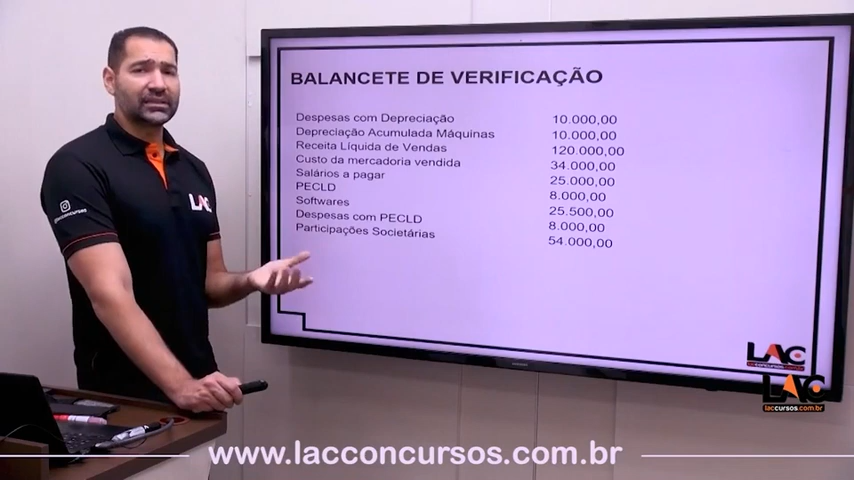 BALANCETE DE VERIFICAÇÃO
Despesas com Depreciação 10.000,00
Depreciação Acumulada Máquinas 10.000,00
Receita Líquida de Vendas 120.000,00
Custo da mercadoria vendida 34.000,00
Salários a pagar 25.000,00
PECLD 8.000,00
Softwares 25.500,00
Despesas com PECLD 8.000,00
Participações Societárias 54.000,00
LAC
LAC
LAC
laccursos.com.br
www.lacconcursos.com.br